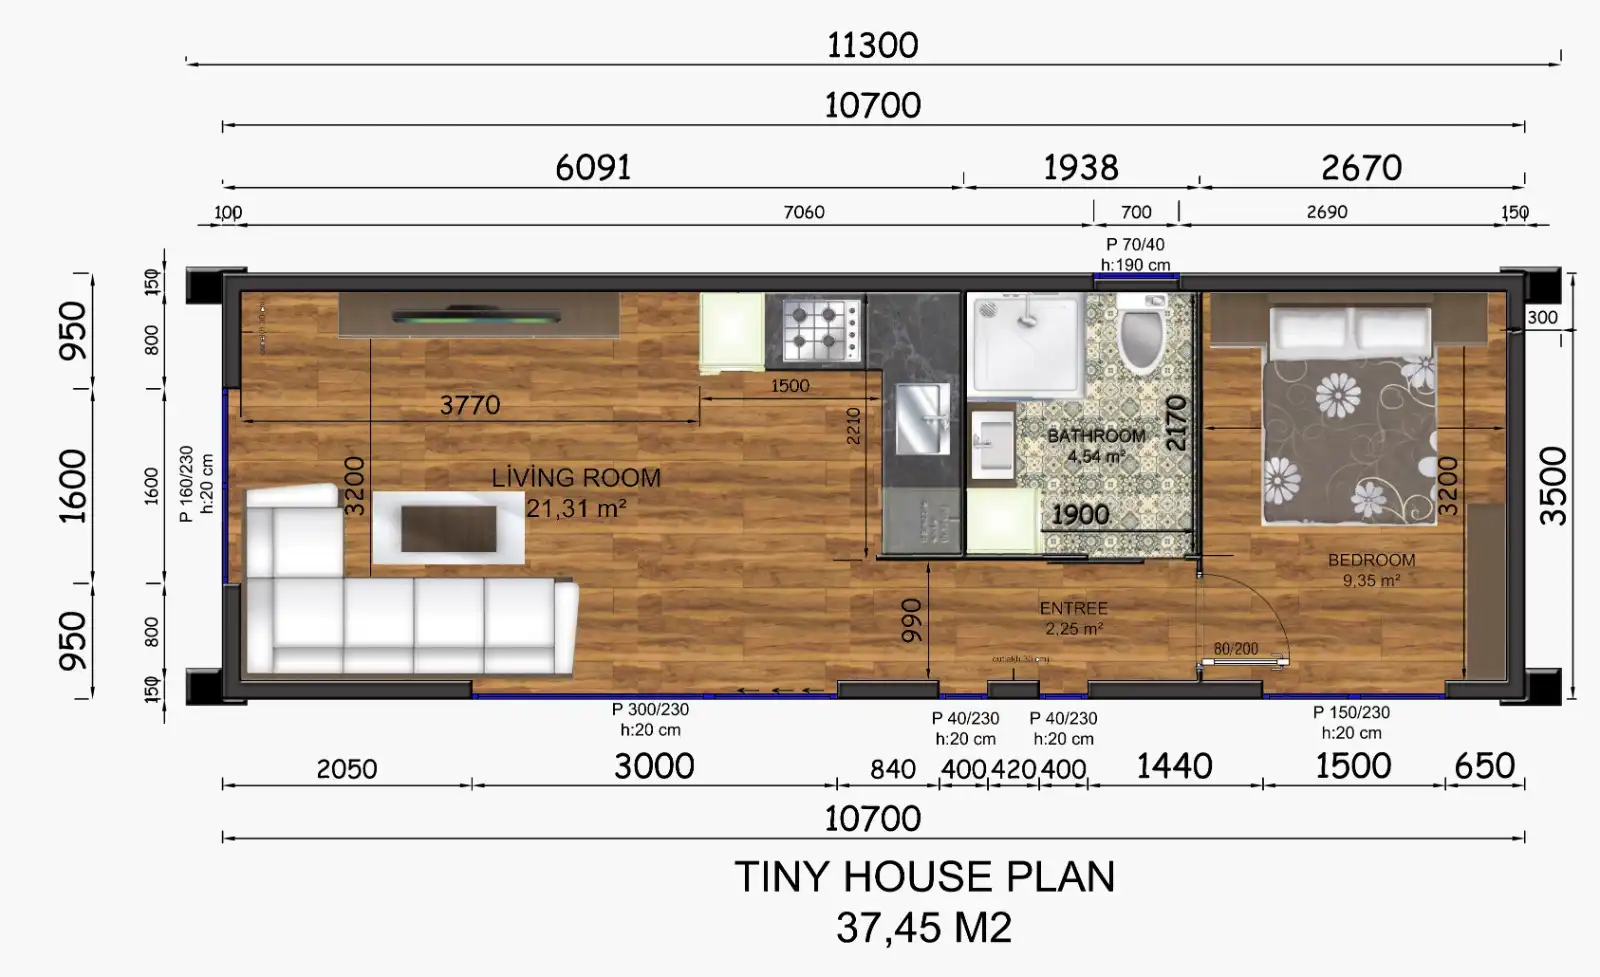 11300
10700
6091 1938 2670
100 7060 700 2690 150
P 70/40
h:190 cm
150
800
1600
800
150
950
1600
950
P 160/230
h:20 cm
300
3500
3770
1500
2210
3200
LİVİNG ROOM
21,31 m²
BATHROOM
4,54 m²
2170
1900
3200
BEDROOM
9,35 m²
990
ENTREE
2,25 m²
80/200
P 300/230
h:20 cm
P 40/230
h:20 cm
P 40/230
h:20 cm
P 150/230
h:20 cm
2050 3000 840 400 420 400 1440 1500 650
10700
TINY HOUSE PLAN
37,45 M2